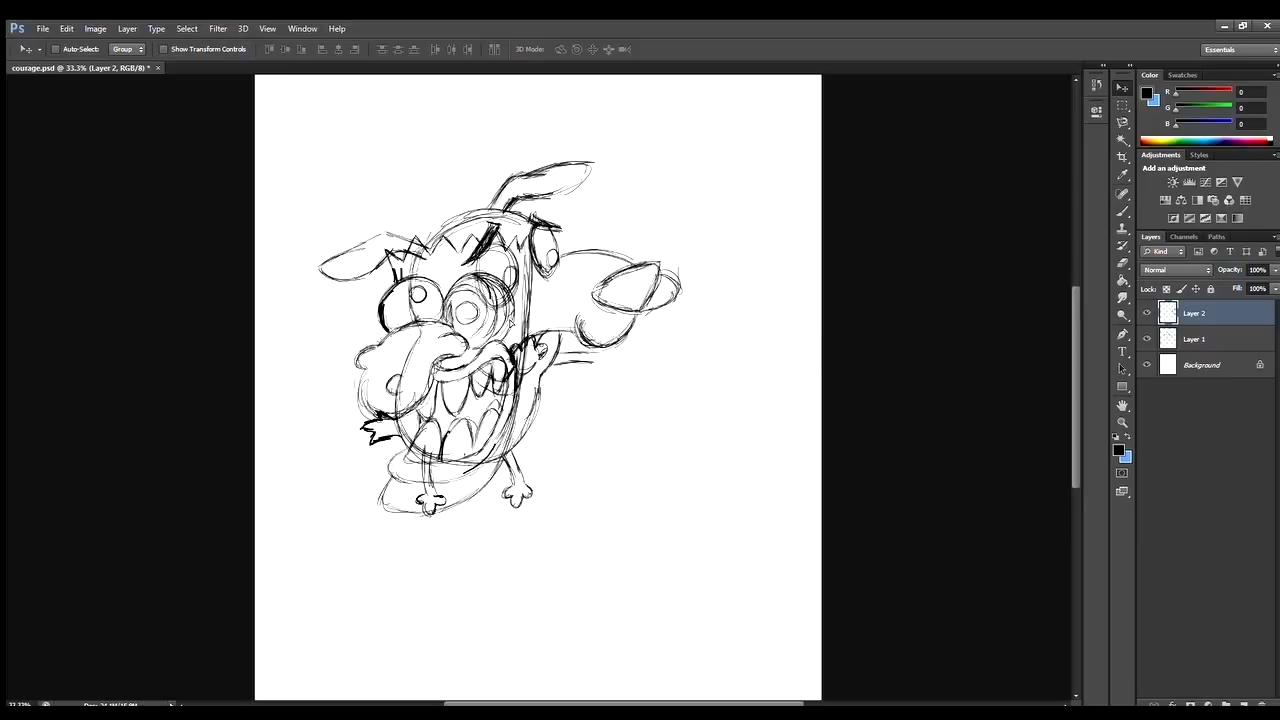 Ps File Edit Image Layer Type Select Filter 3D View Window Help
Auto-Select: Group Show Transform Controls 3D Mode: Essentials
courage.psd @ 33.3% (Layer 2, RGB/8) * ×
Color Swatches
R 0
G 0
B 0
Adjustments Styles
Add an adjustment
Layers Channels Paths
Kind
Normal Opacity: 100%
Lock: Fill: 100%
Layer 2
Layer 1
Background